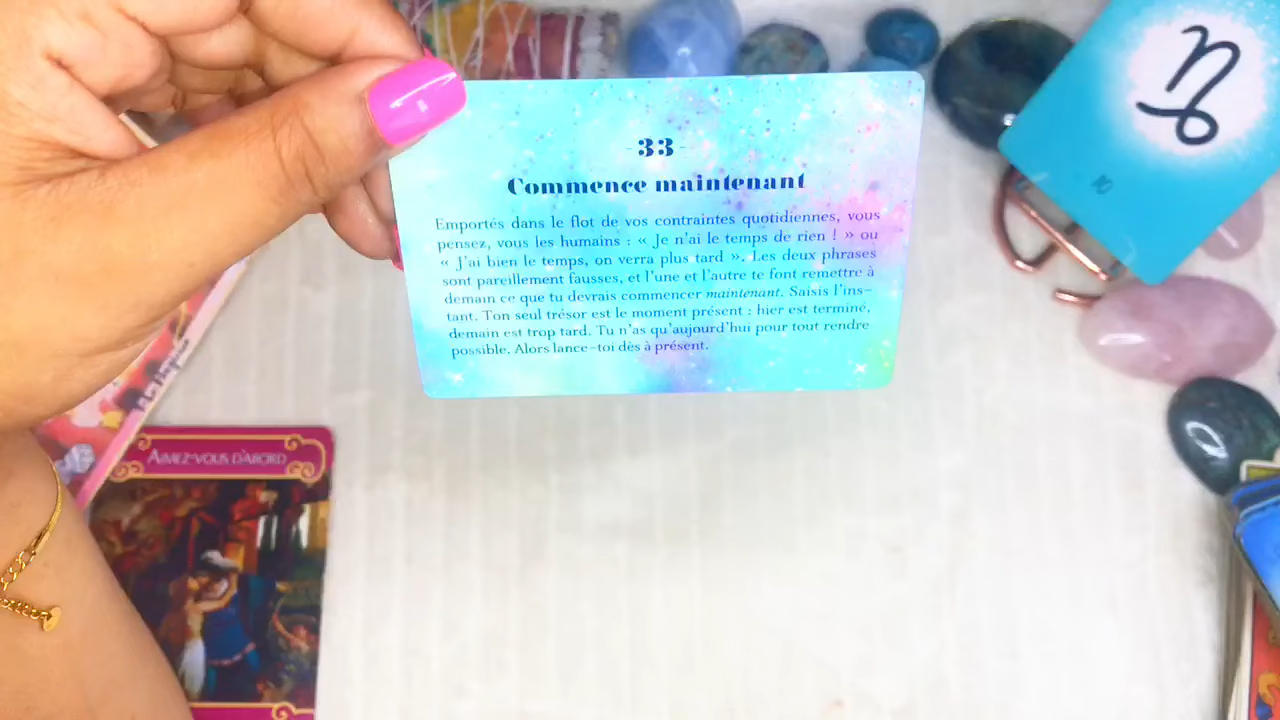 - 33 -
Commence maintenant
Emportés dans le flot de vos contraintes quotidiennes, vous
pensez, vous les humains : « Je n'ai le temps de rien ! » ou
« J'ai bien le temps, on verra plus tard ». Les deux phrases
sont pareillement fausses, et l'une et l'autre te font remettre à
demain ce que tu devrais commencer maintenant. Saisis l'ins-
tant. Ton seul trésor est le moment présent : hier est terminé,
demain est trop tard. Tu n'as qu'aujourd'hui pour tout rendre
possible. Alors lance-toi dès à présent.
10
AIMEZ-VOUS D'ABORD